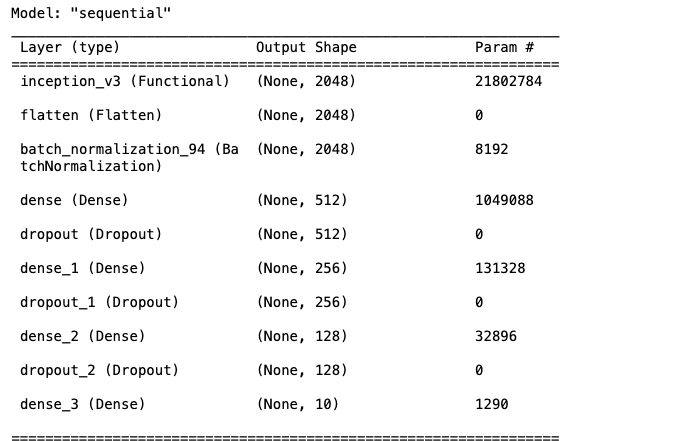 Model: "sequential"
Layer (type) Output Shape Param #
=================================================================
inception_v3 (Functional) (None, 2048) 21802784
flatten (Flatten) (None, 2048) 0
batch_normalization_94 (Ba (None, 2048) 8192
tchNormalization)
dense (Dense) (None, 512) 1049088
dropout (Dropout) (None, 512) 0
dense_1 (Dense) (None, 256) 131328
dropout_1 (Dropout) (None, 256) 0
dense_2 (Dense) (None, 128) 32896
dropout_2 (Dropout) (None, 128) 0
dense_3 (Dense) (None, 10) 1290
=================================================================